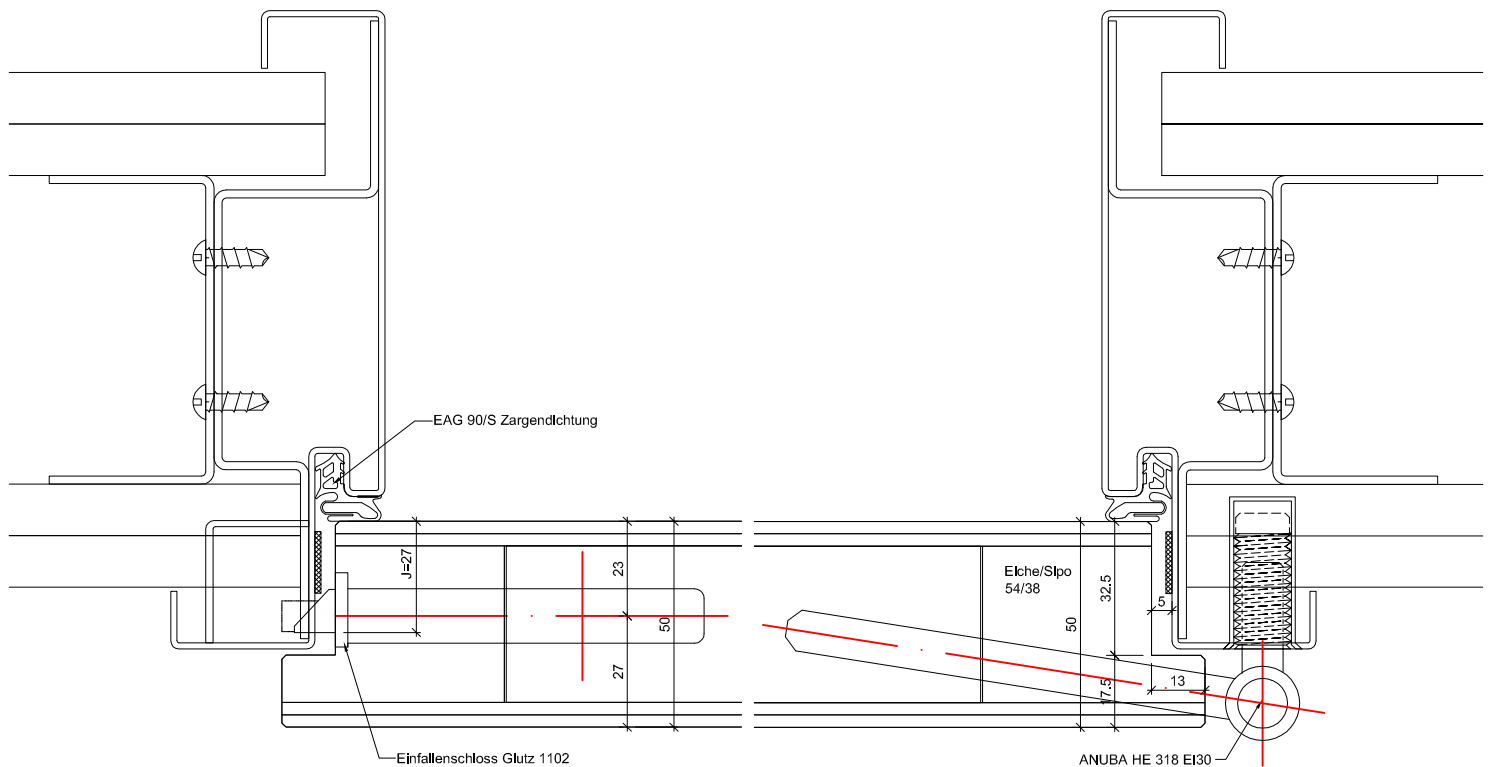 EAG 90/S Zargendichtung
J=27
23
50
27
Eiche/Sipo
54/38
32.5
5
50
17.5
13
Einfallenschloss Glutz 1102
ANUBA HE 318 EI30